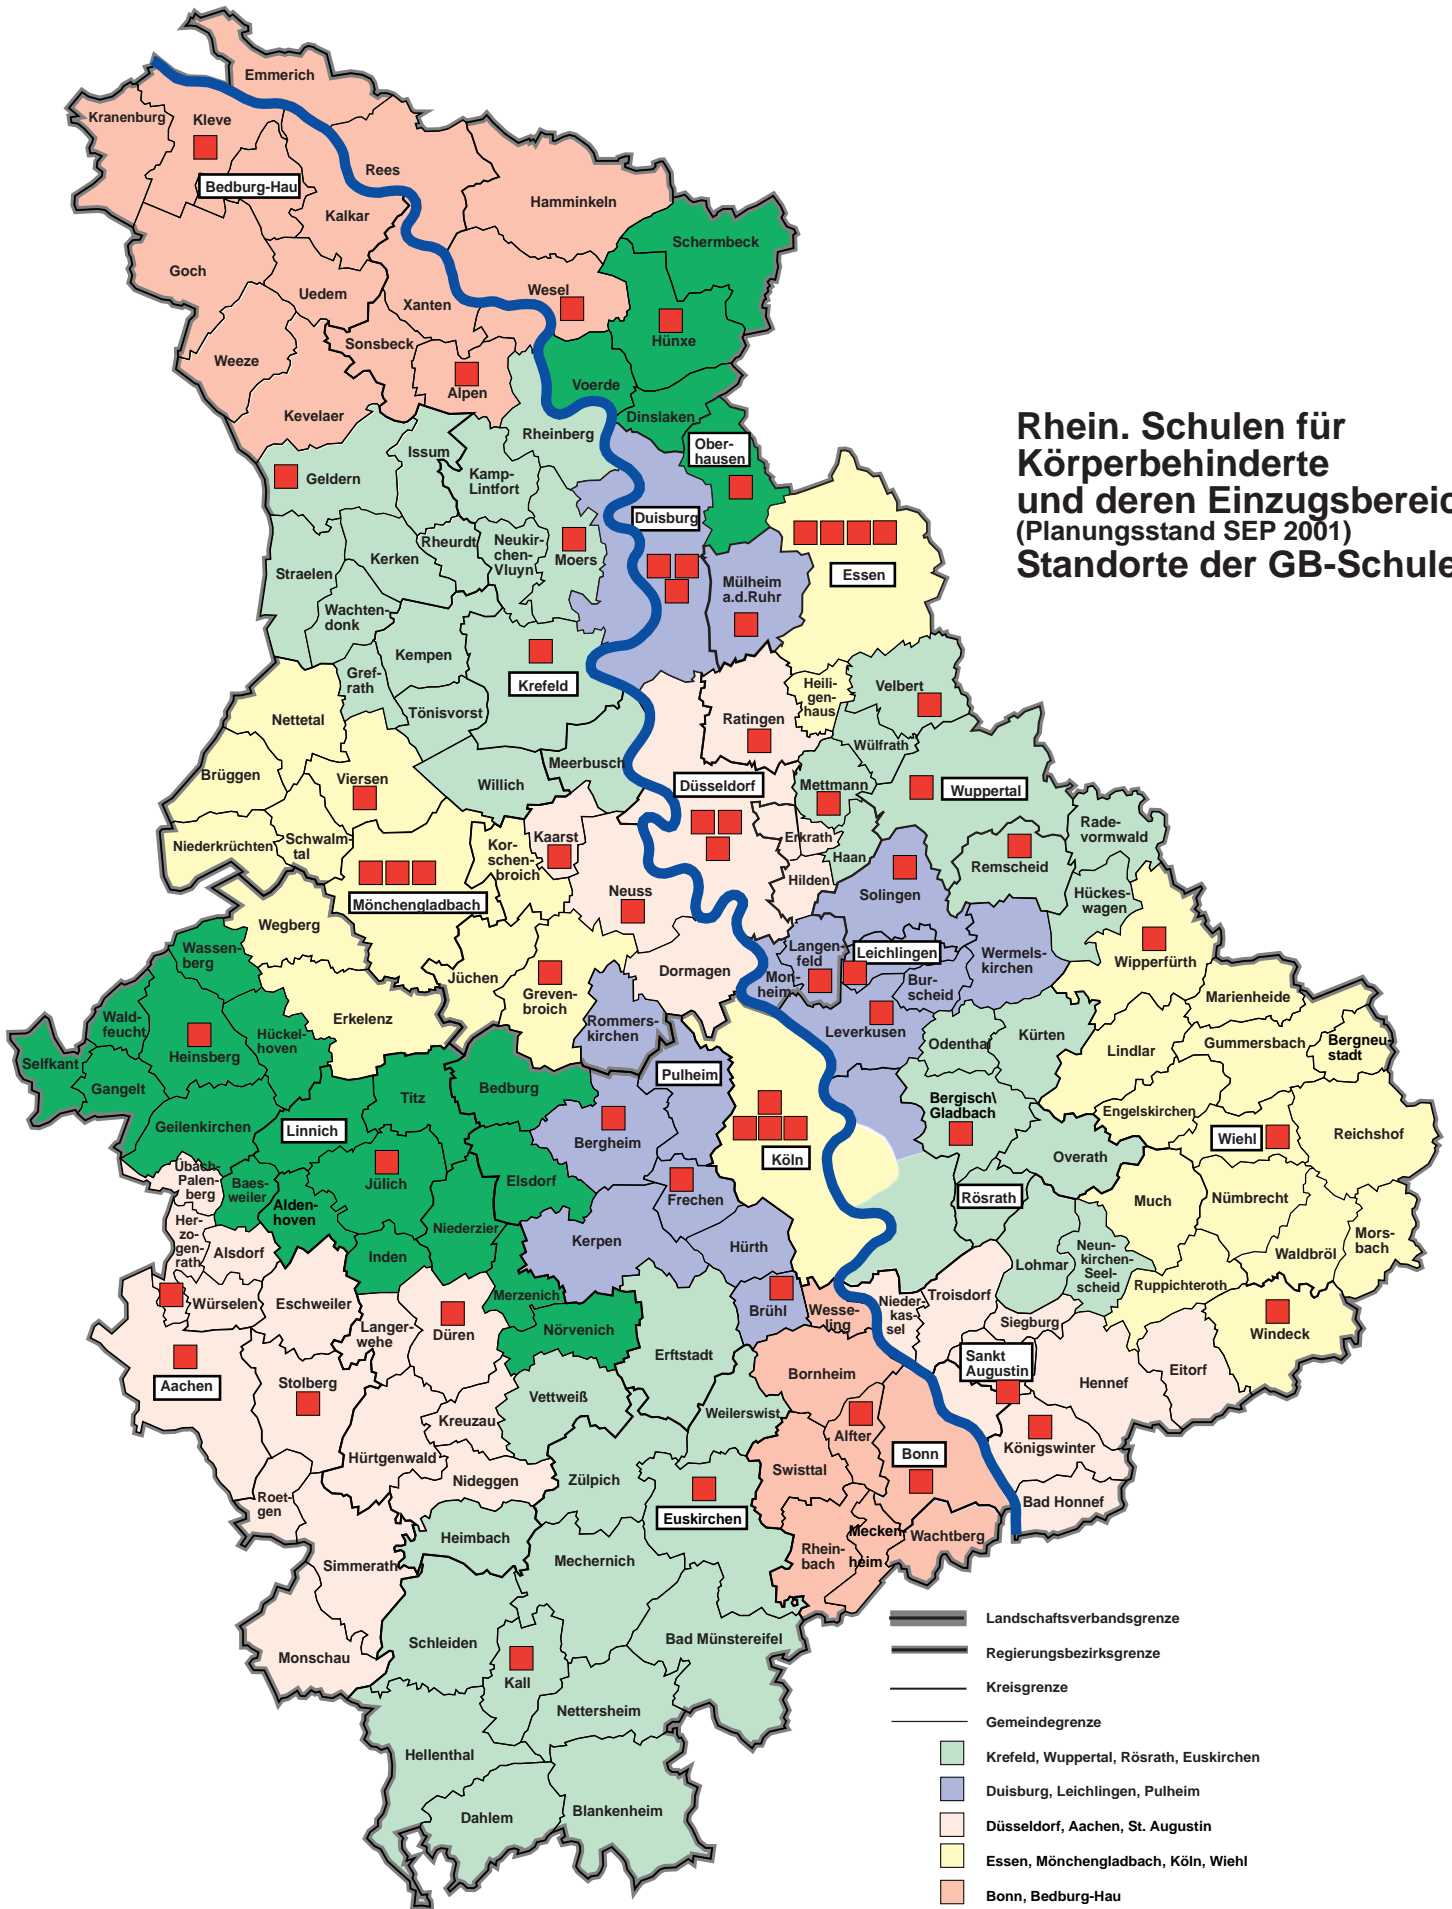 Emmerich
Kranenburg
Kleve
Rees
Bedburg-Hau
Hamminkeln
Kalkar
Schermbeck
Goch
Uedem
Wesel
Xanten
Hünxe
Sonsbeck
Weeze
Voerde
Alpen
Kevelaer
Dinslaken
Rheinberg
Rhein. Schulen für
Körperbehinderte
und deren Einzugsbereic
(Planungsstand SEP 2001)
Standorte der GB-Schule
Issum
Ober-
hausen
Geldern
Kamp-
Lintfort
Duisburg
Rheurdt
Neukir-
chen-
Vluyn
Kerken
Moers
Straelen
Essen
Mülheim
a.d.Ruhr
Wachten-
donk
Kempen
Gref-
rath
Krefeld
Heili-
gen-
haus
Velbert
Tönisvorst
Nettetal
Ratingen
Wülfrath
Meerbusch
Brüggen
Viersen
Willich
Düsseldorf
Mettmann
Wuppertal
Rade-
vormwald
Schwalm-
tal
Niederkrüchten
Kor-
schen-
broich
Kaarst
Erkrath
Haan
Remscheid
Hilden
Neuss
Solingen
Hückes-
wagen
Mönchengladbach
Wegberg
Wassen-
berg
Langen-
feld
Leichlingen
Wermels-
kirchen
Wipperfürth
Jüchen
Dormagen
Mon-
heim
Bur-
scheid
Grevenbroich
Marienheide
Wald-
feucht
Erkelenz
Rommers-
kirchen
Leverkusen
Hückel-
hoven
Heinsberg
Odenthal
Kürten
Lindlar
Gummersbach
Bergneu-
stadt
Selfkant
Gangelt
Bedburg
Pulheim
Titz
Bergisch\
Gladbach
Engelskirchen
Geilenkirchen
Linnich
Bergheim
Köln
Wiehl
Reichshof
Overath
Übach-
Palen-
berg
Baes-
weiler
Jülich
Elsdorf
Frechen
Rösrath
Alden-
hoven
Much
Nümbrecht
Her-
zo-
gen-
rath
Niederzier
Kerpen
Hürth
Alsdorf
Inden
Neun-
kirchen-
Seel-
scheid
Lohmar
Waldbröl
Mors-
bach
Ruppichteroth
Würselen
Eschweiler
Merzenich
Brühl
Wesse-
ling
Nieder-
kas-
sel
Troisdorf
Düren
Langer-
wehe
Nörvenich
Siegburg
Windeck
Erftstadt
Sankt
Augustin
Aachen
Stolberg
Bornheim
Hennef
Eitorf
Vettweiß
Kreuzau
Weilerswist
Alfter
Königswinter
Hürtgenwald
Bonn
Nideggen
Zülpich
Swisttal
Roet-
gen
Bad Honnef
Euskirchen
Heimbach
Mecken-
heim
Wachtberg
Rhein-
bach
Simmerath
Mechernich
Monschau
Schleiden
Bad Münstereifel
Kall
Nettersheim
Hellenthal
Dahlem
Blankenheim
Landschaftsverbandsgrenze
Regierungsbezirksgrenze
Kreisgrenze
Gemeindegrenze
Krefeld, Wuppertal, Rösrath, Euskirchen
Duisburg, Leichlingen, Pulheim
Düsseldorf, Aachen, St. Augustin
Essen, Mönchengladbach, Köln, Wiehl
Bonn, Bedburg-Hau